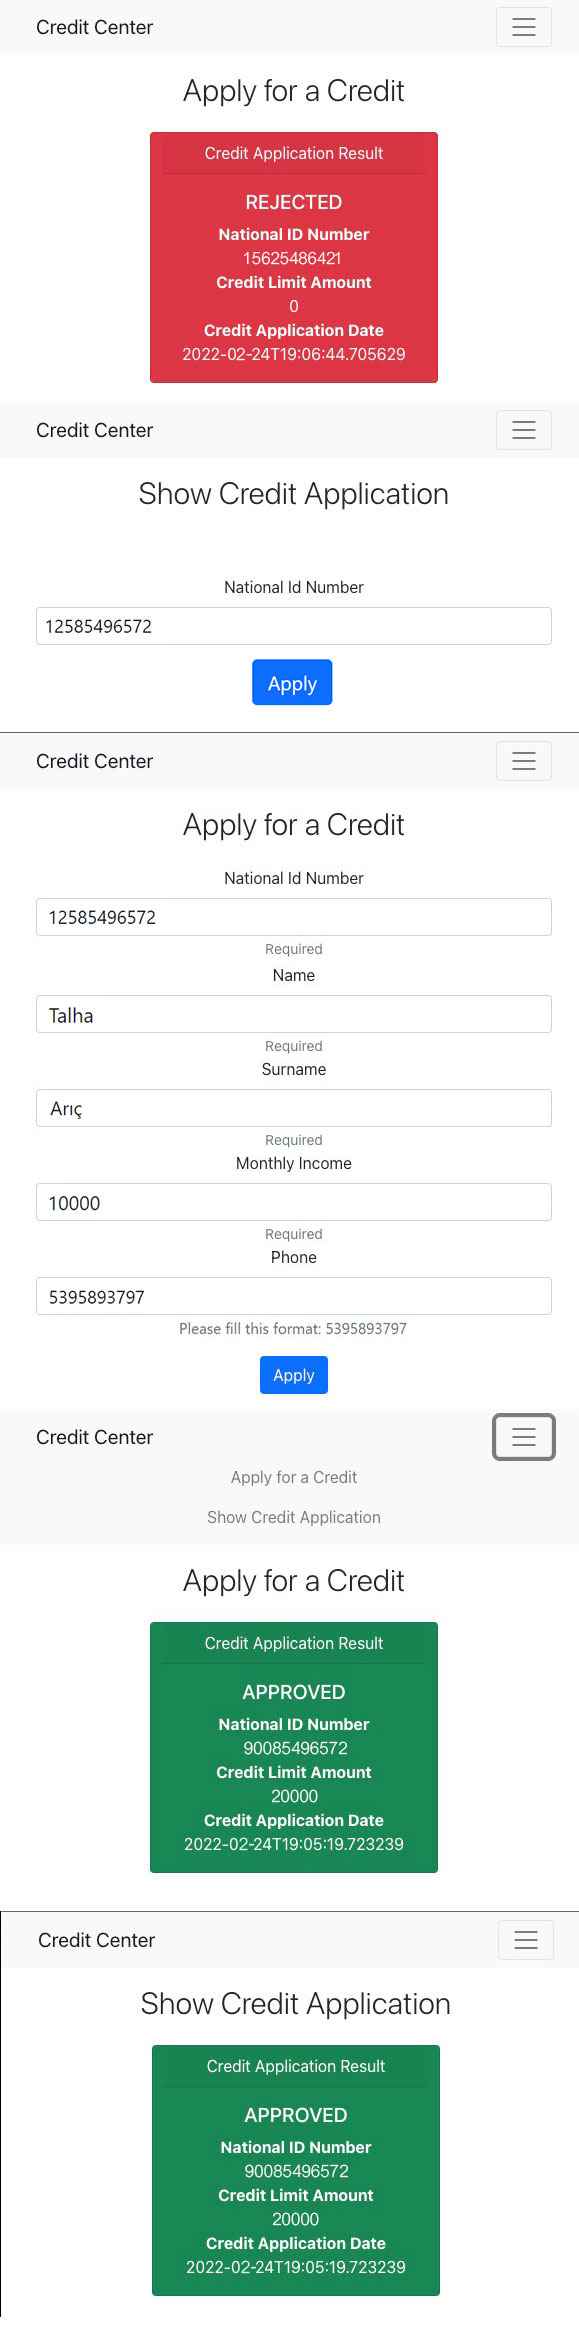 Credit Center
Apply for a Credit
Credit Application Result
REJECTED
National ID Number
15625486421
Credit Limit Amount
0
Credit Application Date
2022-02-24T19:06:44.705629
Credit Center
Show Credit Application
National Id Number
12585496572
Apply
Credit Center
Apply for a Credit
National Id Number
12585496572
Required
Name
Talha
Required
Surname
Arıç
Required
Monthly Income
10000
Required
Phone
5395893797
Please fill this format: 5395893797
Apply
Credit Center
Apply for a Credit
Show Credit Application
Apply for a Credit
Credit Application Result
APPROVED
National ID Number
90085496572
Credit Limit Amount
20000
Credit Application Date
2022-02-24T19:05:19.723239
Credit Center
Show Credit Application
Credit Application Result
APPROVED
National ID Number
90085496572
Credit Limit Amount
20000
Credit Application Date
2022-02-24T19:05:19.723239